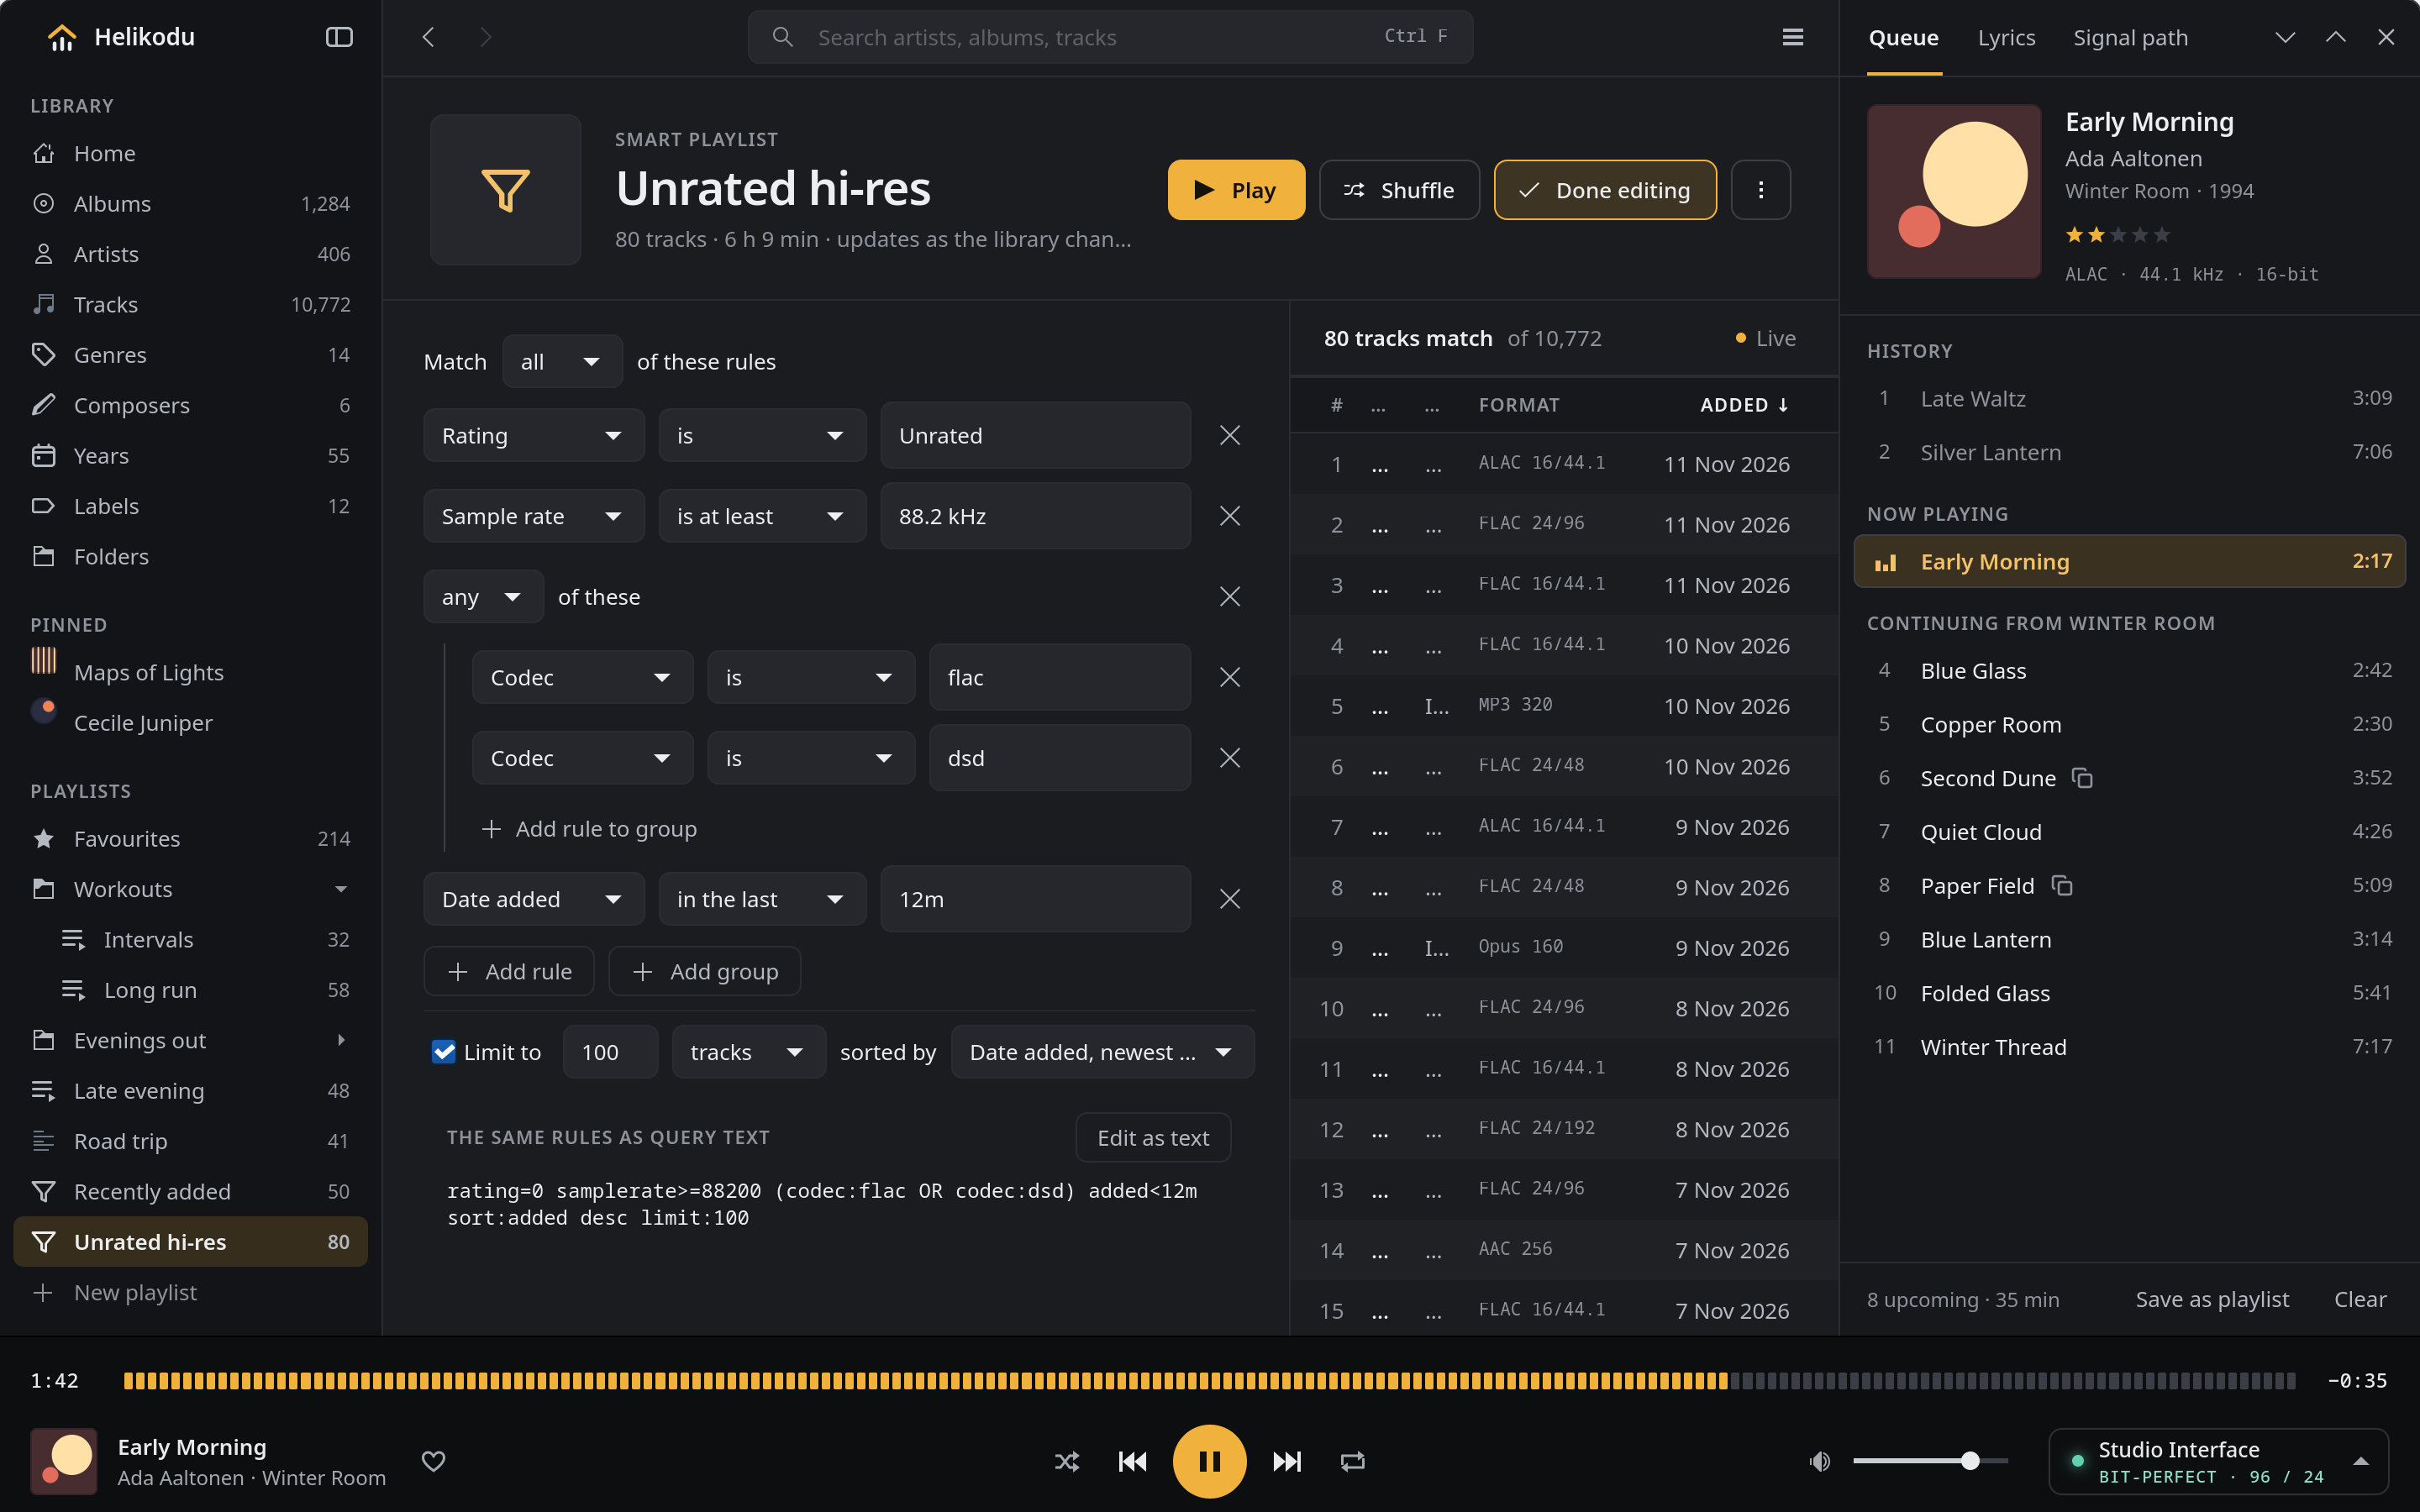 Helikodu
LIBRARY
Home
Albums 1,284
Artists 406
Tracks 10,772
Genres 14
Composers 6
Years 55
Labels 12
Folders
PINNED
Maps of Lights
Cecile Juniper
PLAYLISTS
Favourites 214
Workouts
Intervals 32
Long run 58
Evenings out
Late evening 48
Road trip 41
Recently added 50
Unrated hi-res 80
New playlist
Search artists, albums, tracks Ctrl F
SMART PLAYLIST
Unrated hi-res
80 tracks · 6 h 9 min · updates as the library chan...
Play Shuffle Done editing
Match all of these rules
Rating is Unrated
Sample rate is at least 88.2 kHz
any of these
Codec is flac
Codec is dsd
Add rule to group
Date added in the last 12m
Add rule Add group
Limit to 100 tracks sorted by Date added, newest ...
THE SAME RULES AS QUERY TEXT Edit as text
rating=0 samplerate>=88200 (codec:flac OR codec:dsd) added<12m
sort:added desc limit:100
80 tracks match of 10,772 Live
# ... ... FORMAT ADDED ↓
1 ... ... ALAC 16/44.1 11 Nov 2026
2 ... ... FLAC 24/96 11 Nov 2026
3 ... ... FLAC 16/44.1 11 Nov 2026
4 ... ... FLAC 16/44.1 10 Nov 2026
5 ... I... MP3 320 10 Nov 2026
6 ... ... FLAC 24/48 10 Nov 2026
7 ... ... ALAC 16/44.1 9 Nov 2026
8 ... ... FLAC 24/48 9 Nov 2026
9 ... I... Opus 160 9 Nov 2026
10 ... ... FLAC 24/96 8 Nov 2026
11 ... ... FLAC 16/44.1 8 Nov 2026
12 ... ... FLAC 24/192 8 Nov 2026
13 ... ... FLAC 24/96 7 Nov 2026
14 ... ... AAC 256 7 Nov 2026
15 ... ... FLAC 16/44.1 7 Nov 2026
Queue Lyrics Signal path
Early Morning
Ada Aaltonen
Winter Room · 1994
ALAC · 44.1 kHz · 16-bit
HISTORY
1 Late Waltz 3:09
2 Silver Lantern 7:06
NOW PLAYING
Early Morning 2:17
CONTINUING FROM WINTER ROOM
4 Blue Glass 2:42
5 Copper Room 2:30
6 Second Dune 3:52
7 Quiet Cloud 4:26
8 Paper Field 5:09
9 Blue Lantern 3:14
10 Folded Glass 5:41
11 Winter Thread 7:17
8 upcoming · 35 min Save as playlist Clear
1:42 −0:35
Early Morning
Ada Aaltonen · Winter Room
Studio Interface
BIT-PERFECT · 96 / 24